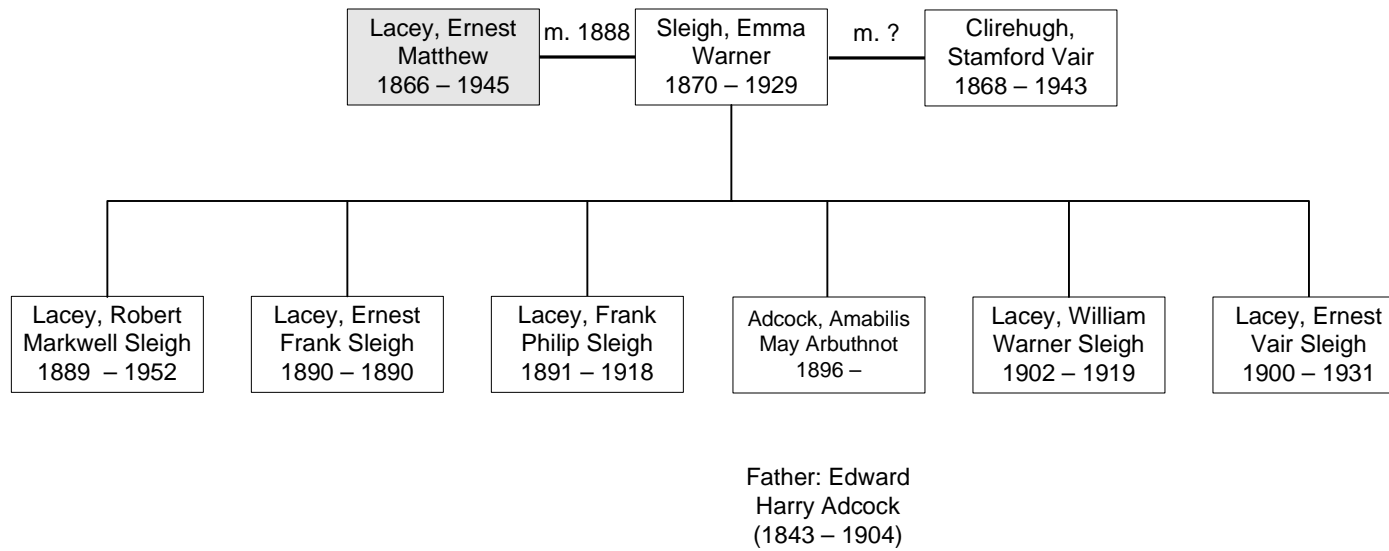 Lacey, Ernest
Matthew
1866 – 1945
m. 1888
Sleigh, Emma
Warner
1870 – 1929
m. ?
Clirehugh,
Stamford Vair
1868 – 1943
Lacey, Robert
Markwell Sleigh
1889 – 1952
Lacey, Ernest
Frank Sleigh
1890 – 1890
Lacey, Frank
Philip Sleigh
1891 – 1918
Adcock, Amabilis
May Arbuthnot
1896 –
Lacey, William
Warner Sleigh
1902 – 1919
Lacey, Ernest
Vair Sleigh
1900 – 1931
Father: Edward
Harry Adcock
(1843 – 1904)